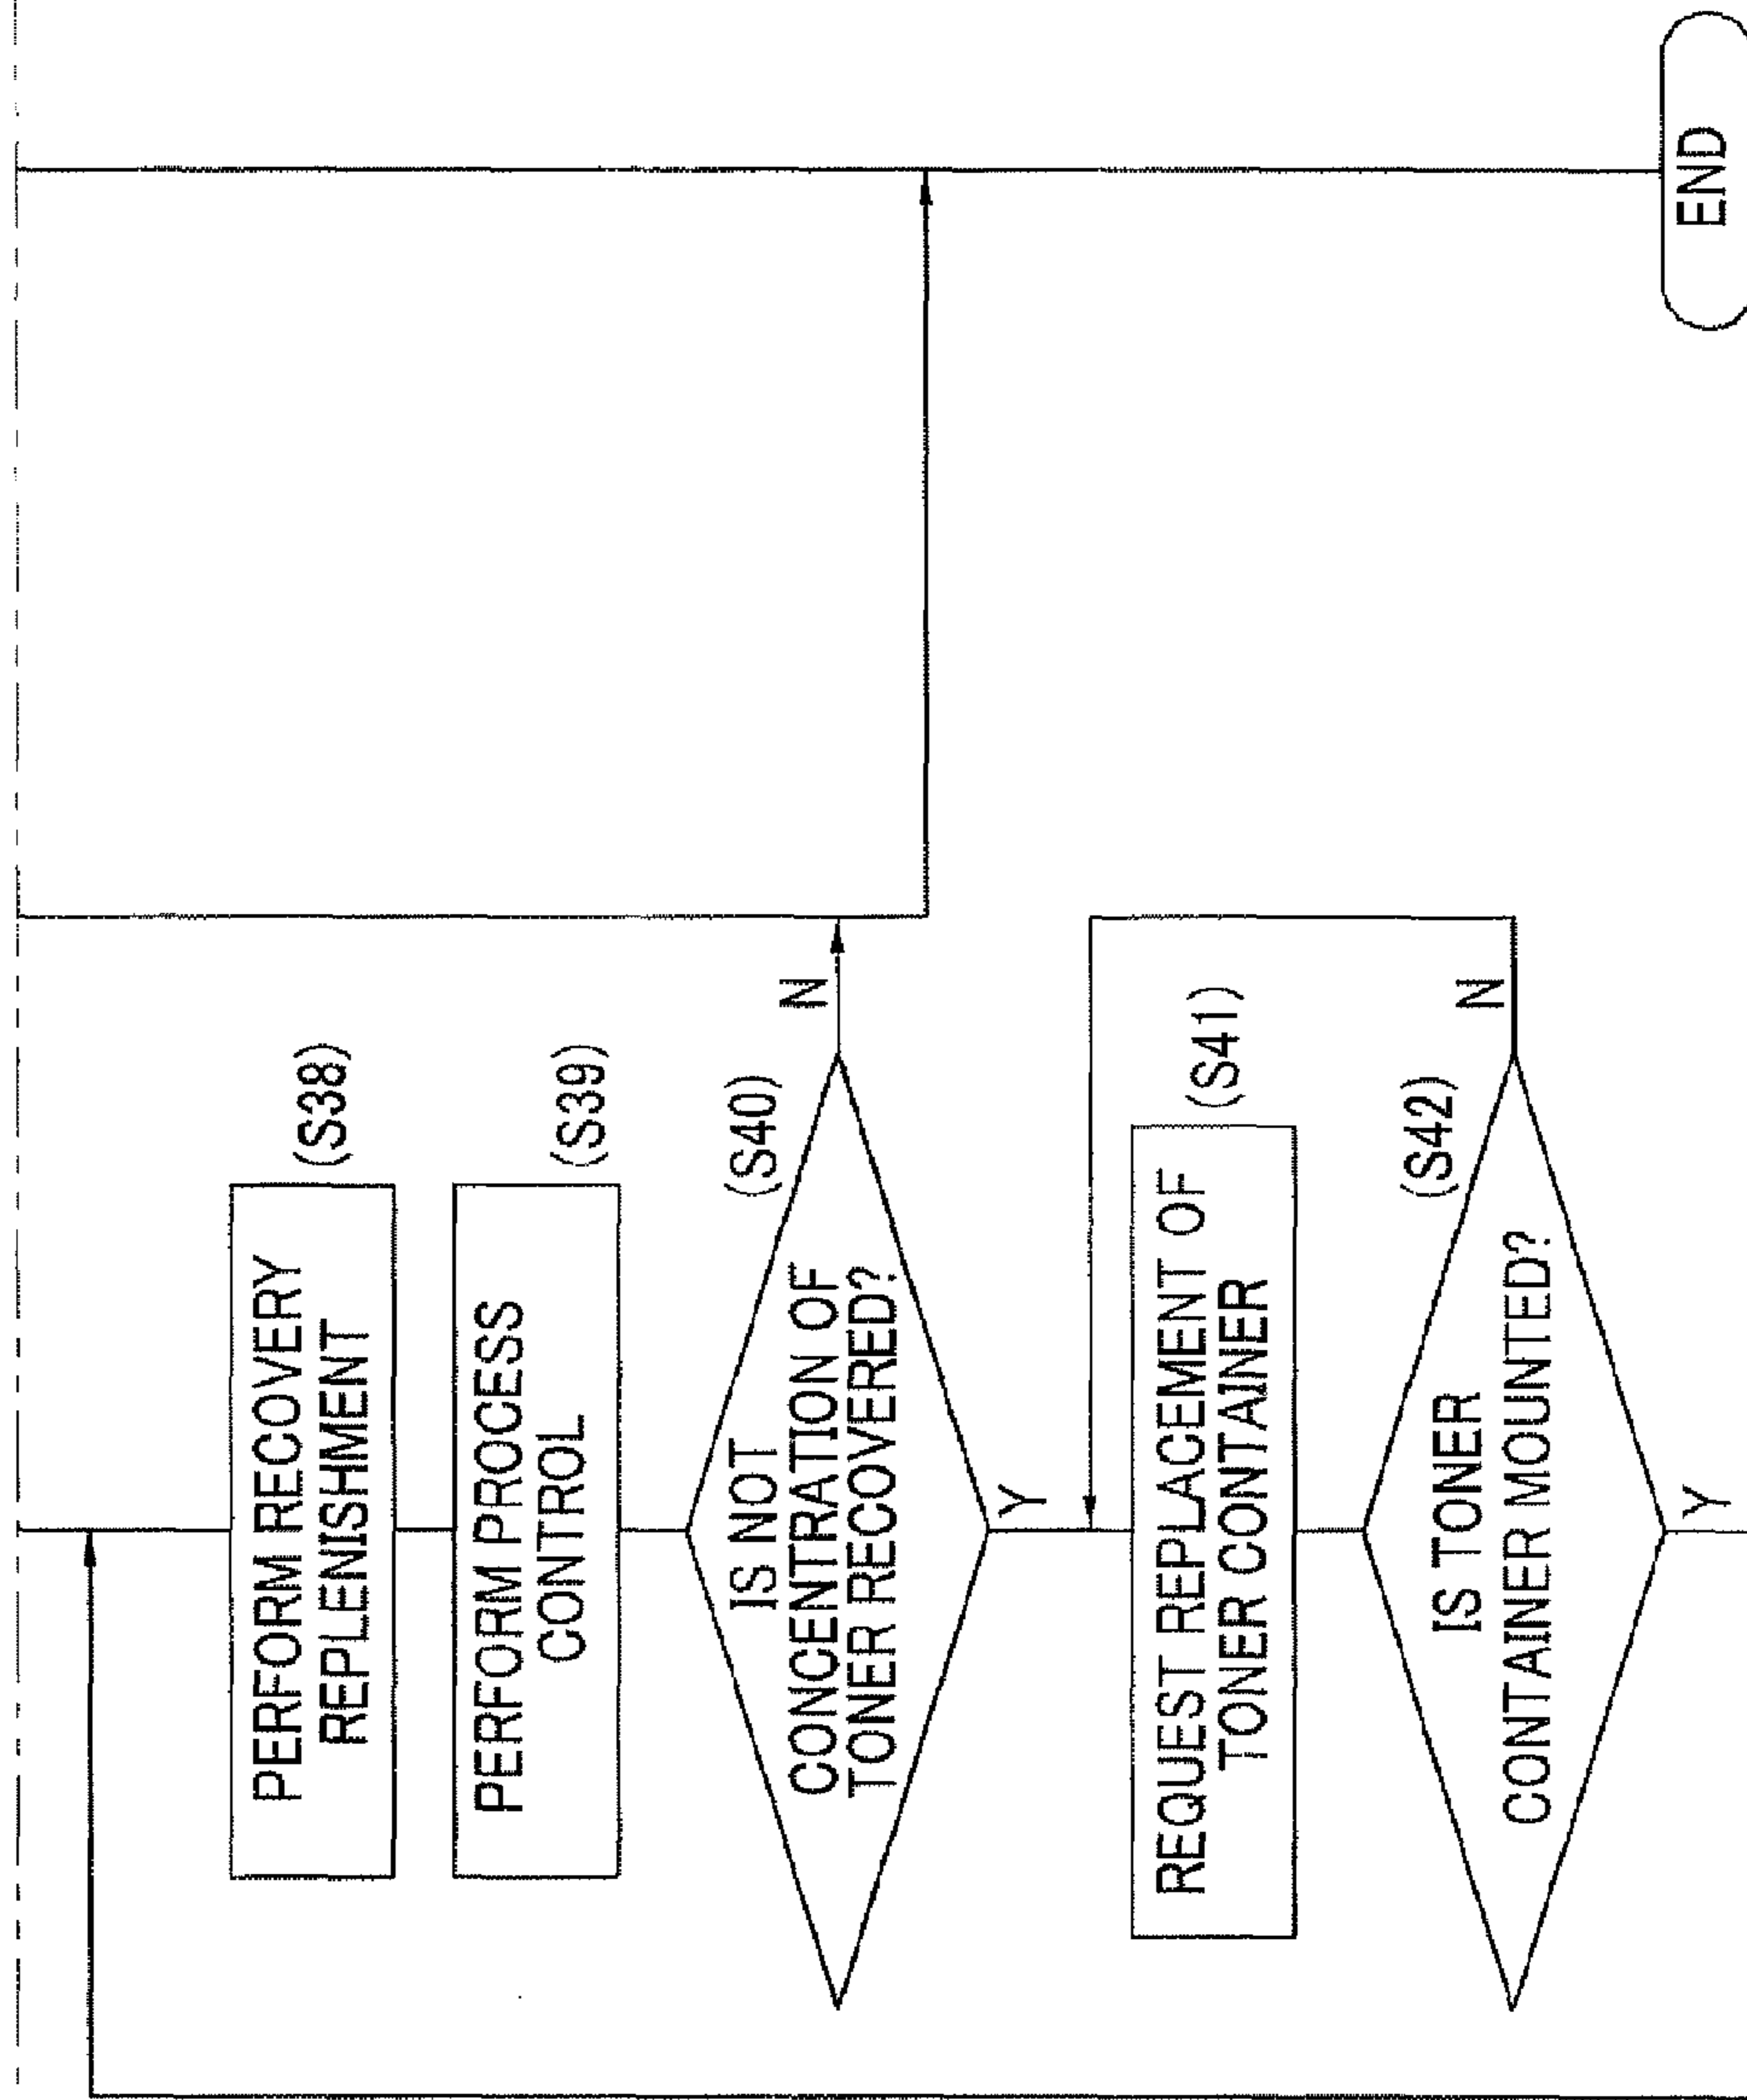 PERFORM RECOVERY
REPLENISHMENT
(S38)
PERFORM PROCESS
CONTROL
(S39)
IS NOT
CONCENTRATION OF
TONER RECOVERED?
(S40)
N
Y
REQUEST REPLACEMENT OF
TONER CONTAINER
(S41)
IS TONER
CONTAINER MOUNTED?
(S42)
N
Y
END